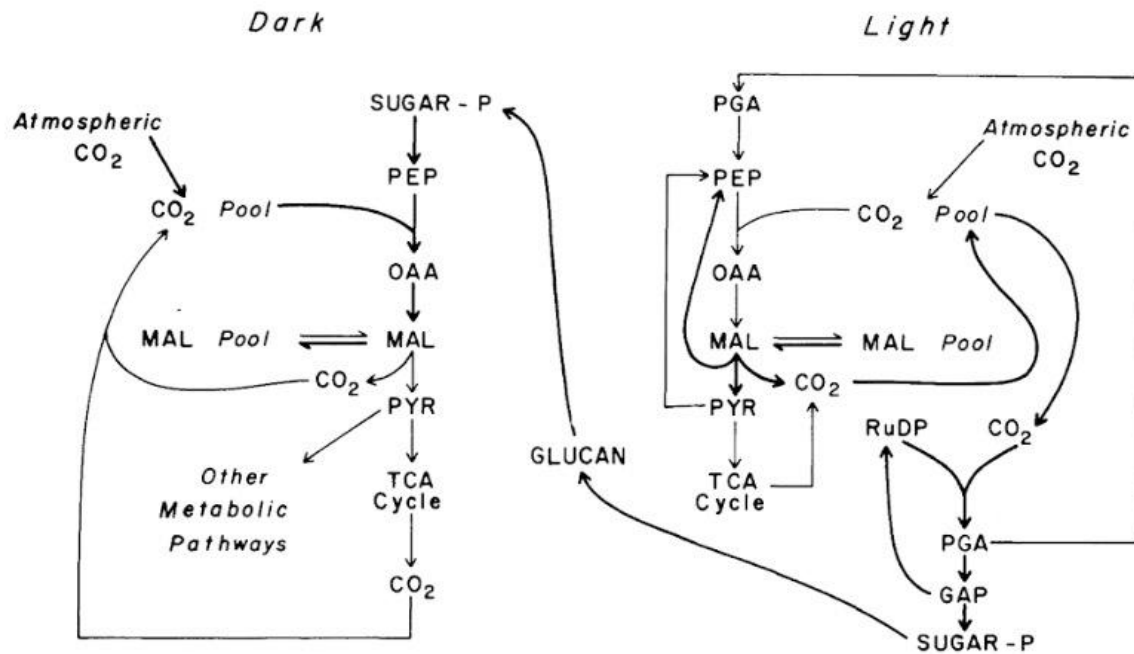 Dark
Atmospheric
CO₂
SUGAR - P
PEP
CO₂ Pool
OAA
MAL Pool
MAL
CO₂
PYR
Other
Metabolic
Pathways
TCA
Cycle
CO₂
GLUCAN
Light
PGA
Atmospheric
CO₂
PEP
CO₂ Pool
OAA
MAL
MAL Pool
CO₂
PYR
RuDP
CO₂
TCA
Cycle
PGA
GAP
SUGAR-P